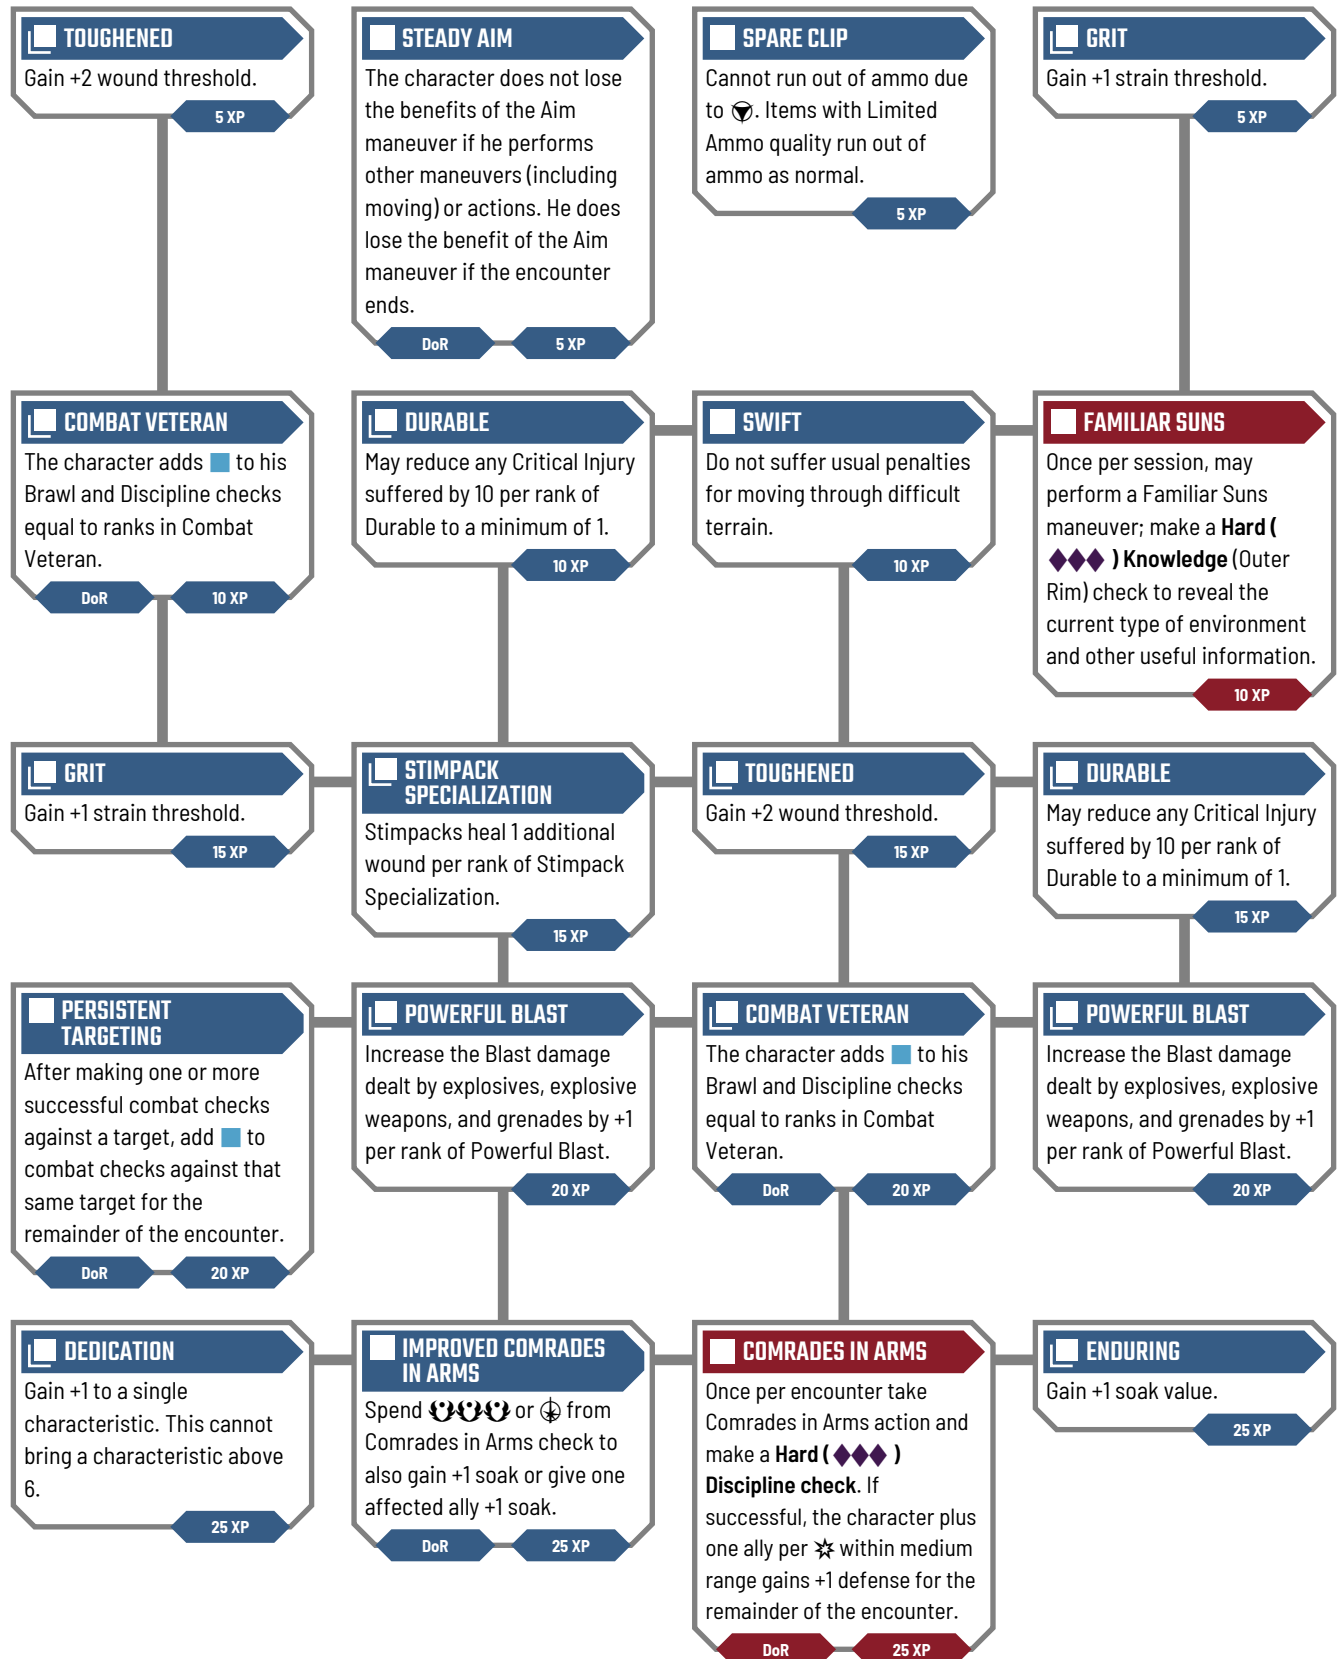 TOUGHENED
Gain +2 wound threshold.
5 XP
STEADY AIM
The character does not lose
the benefits of the Aim
maneuver if he performs
other maneuvers (including
moving) or actions. He does
lose the benefit of the Aim
maneuver if the encounter
ends.
DoR
5 XP
SPARE CLIP
Cannot run out of ammo due
to . Items with Limited
Ammo quality run out of
ammo as normal.
5 XP
GRIT
Gain +1 strain threshold.
5 XP
COMBAT VETERAN
The character adds to his
Brawl and Discipline checks
equal to ranks in Combat
Veteran.
DoR
10 XP
DURABLE
May reduce any Critical Injury
suffered by 10 per rank of
Durable to a minimum of 1.
10 XP
SWIFT
Do not suffer usual penalties
for moving through difficult
terrain.
10 XP
FAMILIAR SUNS
Once per session, may
perform a Familiar Suns
maneuver; make a Hard (
) Knowledge (Outer
Rim) check to reveal the
current type of environment
and other useful information.
10 XP
GRIT
Gain +1 strain threshold.
15 XP
STIMPACK
SPECIALIZATION
Stimpacks heal 1 additional
wound per rank of Stimpack
Specialization.
15 XP
TOUGHENED
Gain +2 wound threshold.
15 XP
DURABLE
May reduce any Critical Injury
suffered by 10 per rank of
Durable to a minimum of 1.
15 XP
PERSISTENT
TARGETING
After making one or more
successful combat checks
against a target, add to
combat checks against that
same target for the
remainder of the encounter.
DoR
20 XP
POWERFUL BLAST
Increase the Blast damage
dealt by explosives, explosive
weapons, and grenades by +1
per rank of Powerful Blast.
20 XP
COMBAT VETERAN
The character adds to his
Brawl and Discipline checks
equal to ranks in Combat
Veteran.
DoR
20 XP
POWERFUL BLAST
Increase the Blast damage
dealt by explosives, explosive
weapons, and grenades by +1
per rank of Powerful Blast.
20 XP
DEDICATION
Gain +1 to a single
characteristic. This cannot
bring a characteristic above
6.
25 XP
IMPROVED COMRADES
IN ARMS
Spend or from
Comrades in Arms check to
also gain +1 soak or give one
affected ally +1 soak.
DoR
25 XP
COMRADES IN ARMS
Once per encounter take
Comrades in Arms action and
make a Hard ( )
Discipline check. If
successful, the character plus
one ally per within medium
range gains +1 defense for the
remainder of the encounter.
DoR
25 XP
ENDURING
Gain +1 soak value.
25 XP